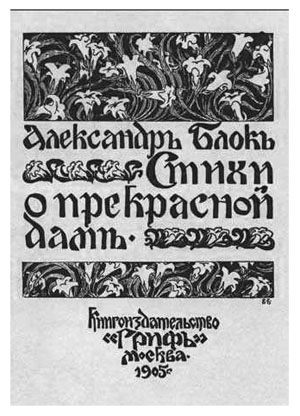 Александръ Блокъ
Стихи
о прекрасной
дамѣ.
Книгоиздательство
«Грифъ»
Москва.
1905